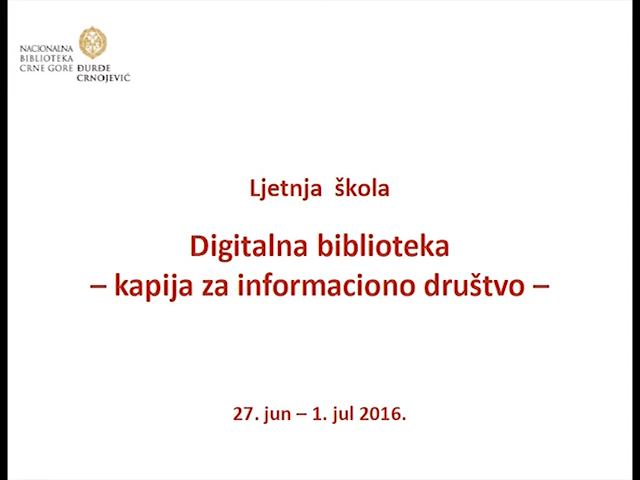 NACIONALNA
BIBLIOTEKA
CRNE GORE ĐURĐE
CRNOJEVIĆ
Ljetnja škola
Digitalna biblioteka
– kapija za informaciono društvo –
27. jun – 1. jul 2016.